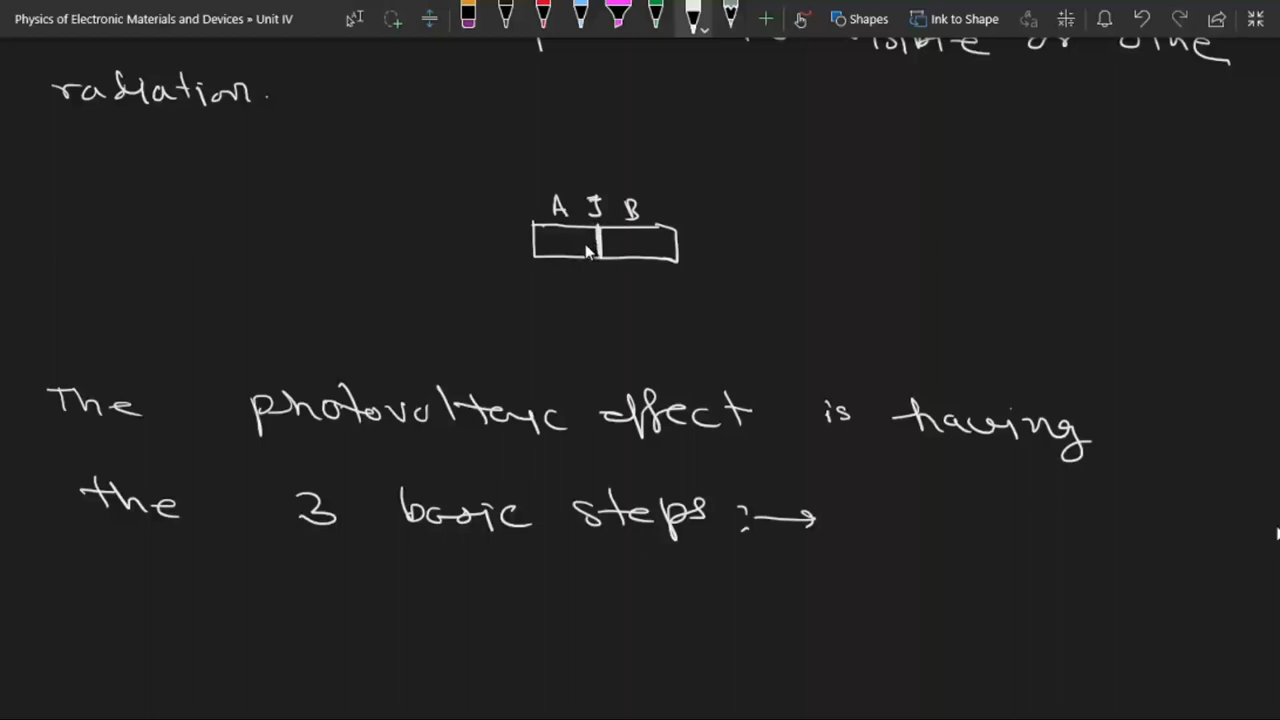 Physics of Electronic Materials and Devices » Unit IV
Shapes
Ink to Shape
or
radiation.
A J B
The photovoltaic effect is having
the 3 basic steps :→